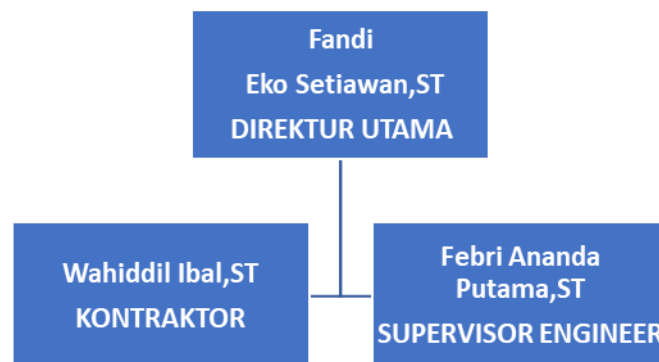 Fandi
Eko Setiawan,ST
DIREKTUR UTAMA
Wahiddil Ibal,ST
KONTRAKTOR
Febri Ananda
Putama,ST
SUPERVISOR ENGINEER